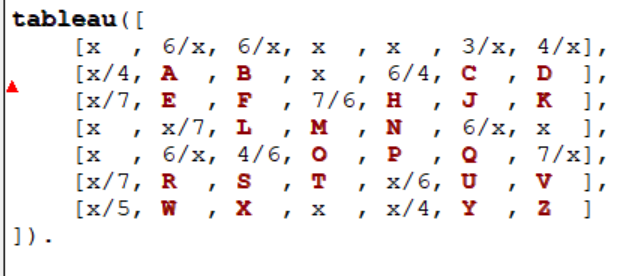 tableau([
[x , 6/x, 6/x, x , x , 3/x, 4/x],
[x/4, A , B , x , 6/4, C , D ],
[x/7, E , F , 7/6, H , J , K ],
[x , x/7, L , M , N , 6/x, x ],
[x , 6/x, 4/6, O , P , Q , 7/x],
[x/7, R , S , T , x/6, U , V ],
[x/5, W , X , x , x/4, Y , Z ]
]).